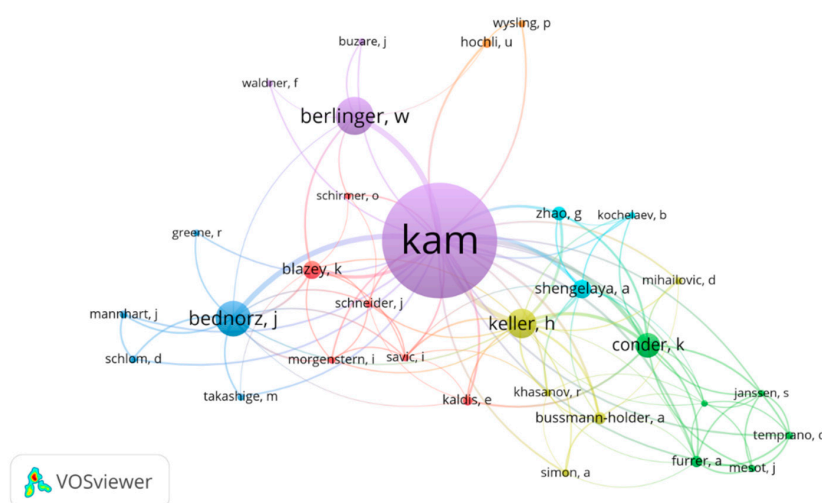 wysling, p
buzare, j
hochli, u
waldner, f
berlinger, w
schirmer, o
zhao, g
kochelaev, b
greene, r
kam
blazey, k
mihailovic, d
shengelaya, a
schneider, j
mannhart, j
bednorz, j
keller, h
conder, k
schlom, d
morgenstern, i
savic, i
takashige, m
kaldis, e
khasanov, r
janssen, s
bussmann-holder, a
temprano, c
furrer, a
mesot, j
simon, a
VOSviewer